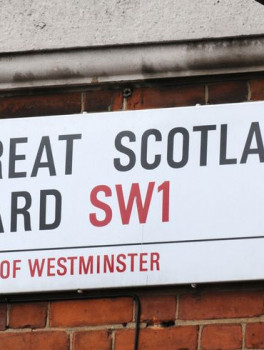 REAT SCOTLA
ARD SW1
OF WESTMINSTER